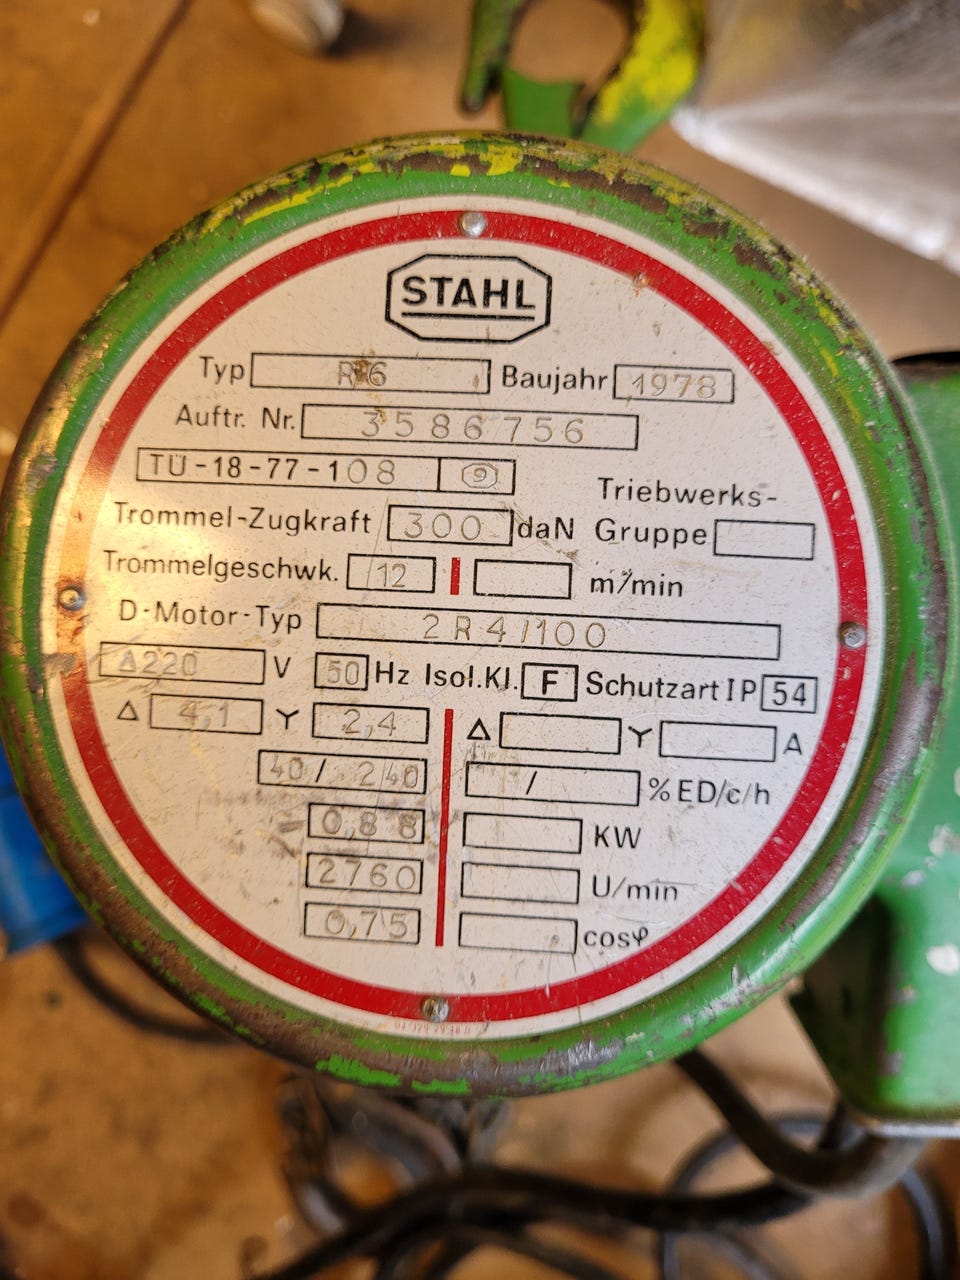 STAHL
Typ R 6 Baujahr 1978
Auftr. Nr. 3586756
TÜ-18-77-108 9
Triebwerks-
Trommel-Zugkraft 300 daN Gruppe
Trommelgeschwk. 12 m/min
D-Motor-Typ 2R4/100
Δ220 V 50 Hz Isol.Kl. F Schutzart IP 54
Δ 4,1 Y 2,4 Δ Y A
40/ 240 / % ED/c/h
0,88 KW
2760 U/min
0,75 cosφ